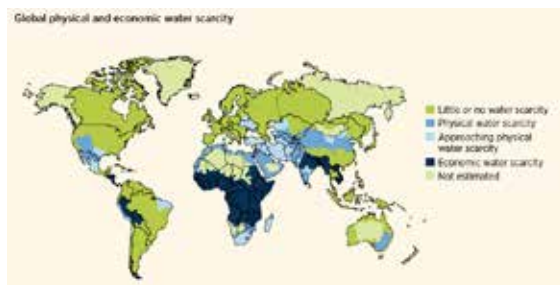 Global physical and economic water scarcity
Little or no water scarcity
Physical water scarcity
Approaching physical
water scarcity
Economic water scarcity
Not estimated